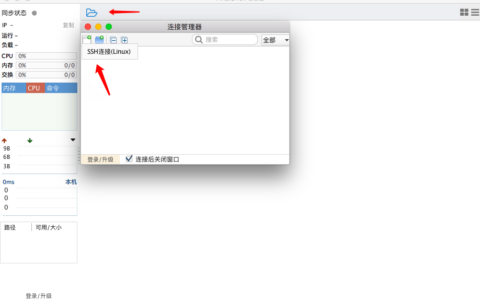 同步状态
IP -
复制
运行 -
负载 -
CPU 0%
内存 0% 0/0
交换 0% 0/0
内存 CPU 命令
9B
6B
3B
0ms 本机
0
0
0
路径 可用/大小
登录/升级
连接管理器
搜索
全部
SSH连接(Linux)
登录/升级
连接后关闭窗口